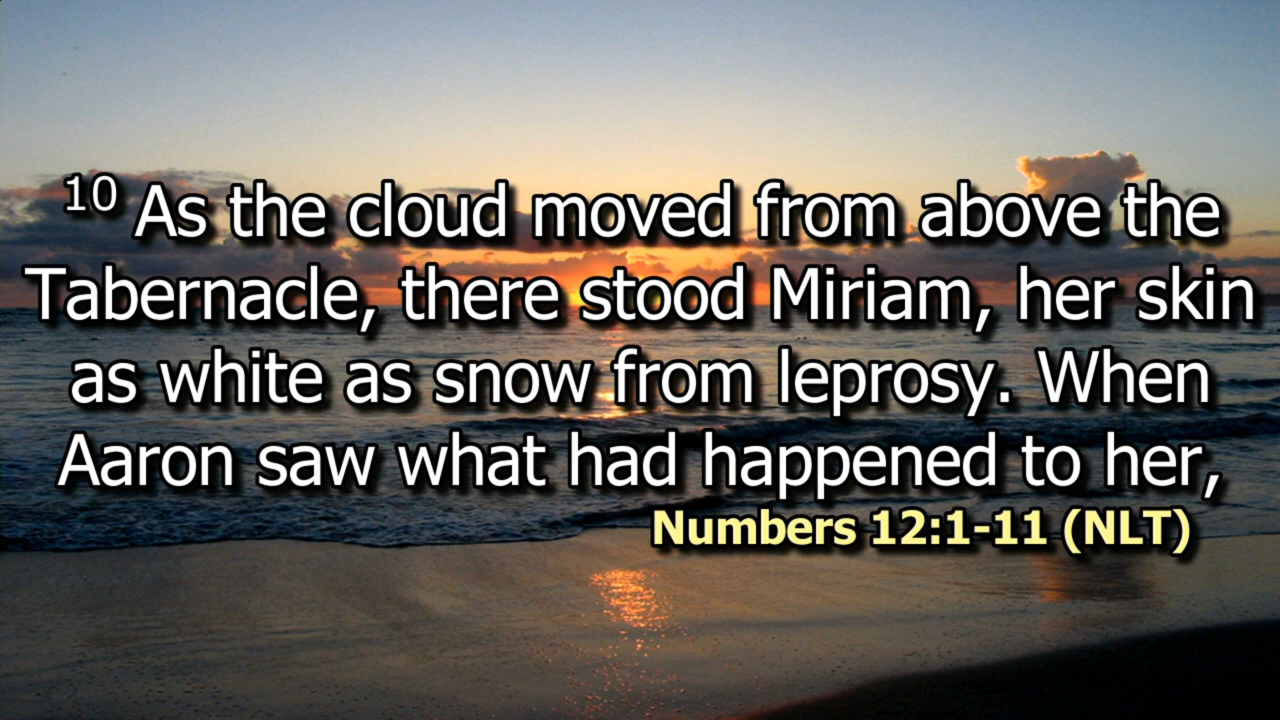 10 As the cloud moved from above the
Tabernacle, there stood Miriam, her skin
as white as snow from leprosy. When
Aaron saw what had happened to her,
Numbers 12:1-11 (NLT)